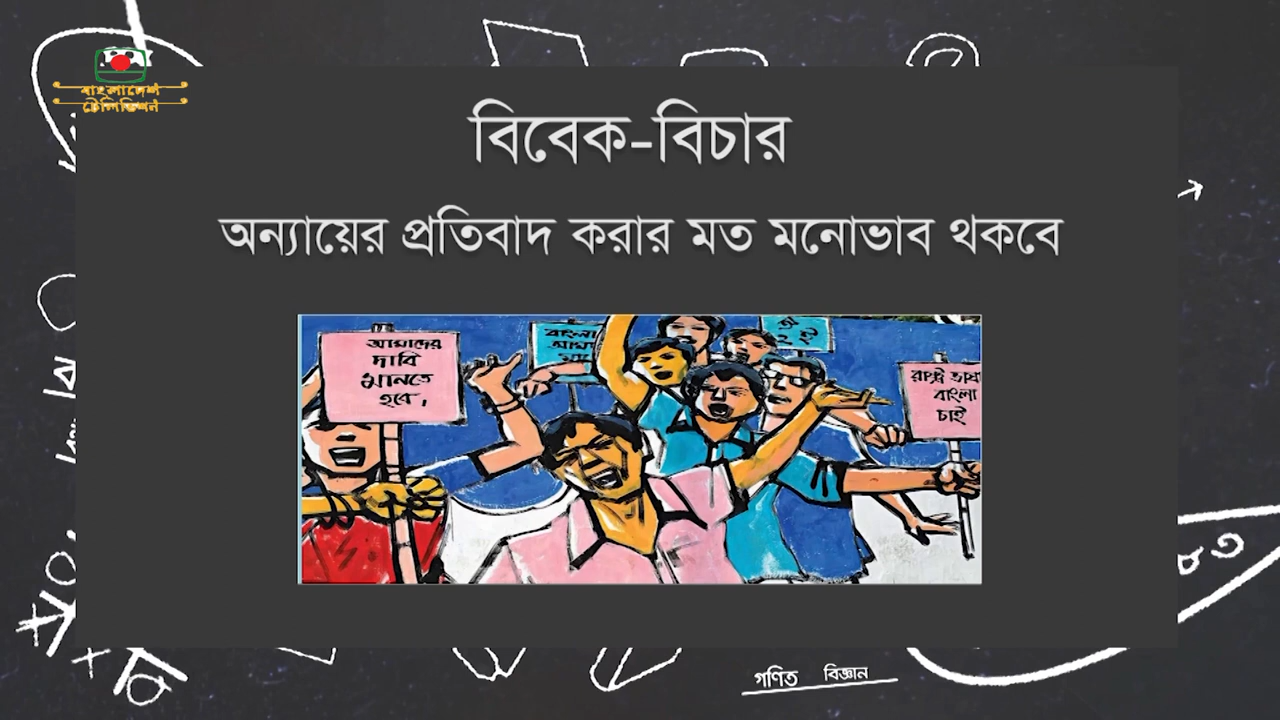 বাংলাদেশ
টেলিভিশন
বিবেক-বিচার
অন্যায়ের প্রতিবাদ করার মত মনোভাব থকবে
আমাদের
দাবি
মানতে
হবে,
বাংলা
রাষ্ট্র ভাষা
বাংলা
চাই
গণিত বিজ্ঞান